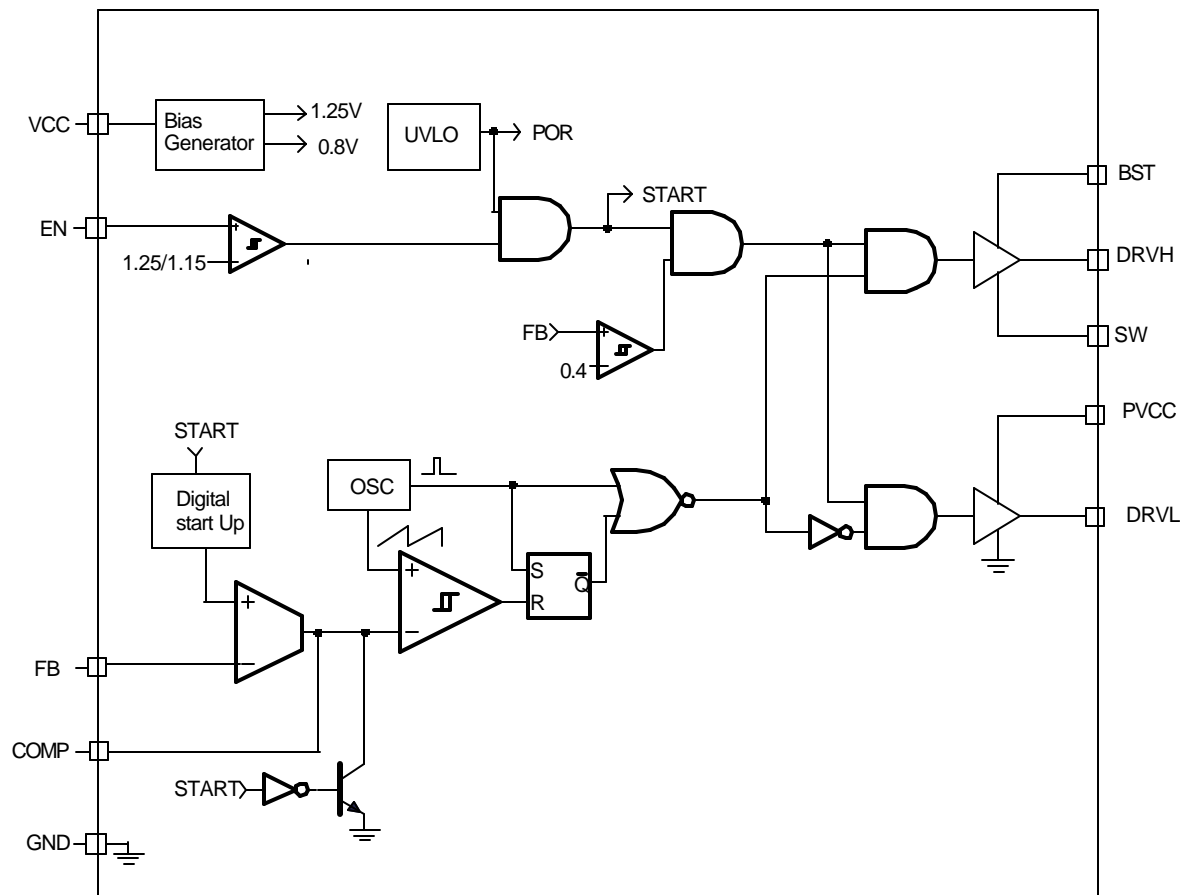 VCC
Bias
Generator
1.25V
0.8V
UVLO
POR
START
BST
EN
1.25/1.15
+
DRVH
FB
+
0.4
SW
PVCC
START
Digital
start Up
OSC
DRVL
+
S
Q
R
+
FB
COMP
START
GND